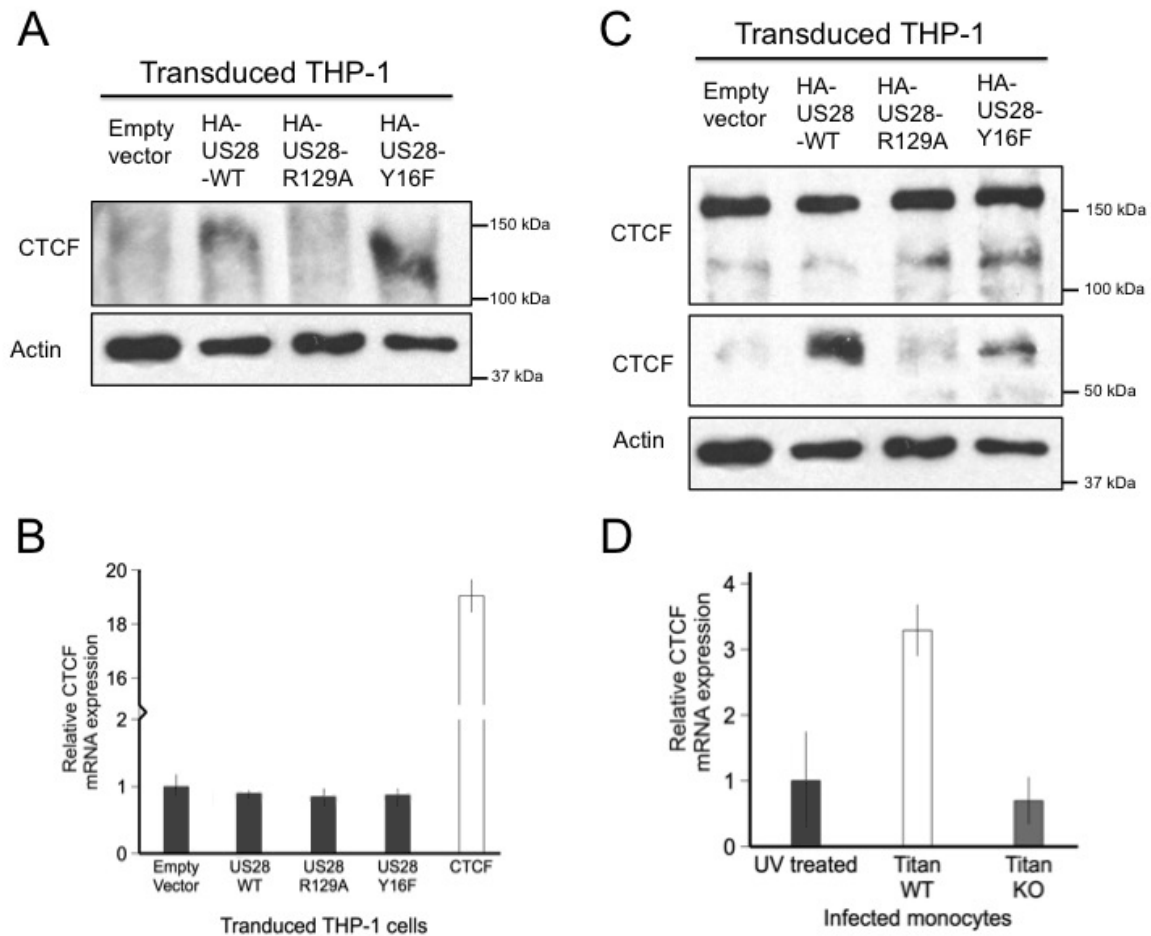 A
Transduced THP-1
Empty
vector
HA-
US28
-WT
HA-
US28-
R129A
HA-
US28-
Y16F
CTCF
150 kDa
100 kDa
Actin
37 kDa
C
Transduced THP-1
Empty
vector
HA-
US28
-WT
HA-
US28-
R129A
HA-
US28-
Y16F
CTCF
150 kDa
100 kDa
CTCF
50 kDa
Actin
37 kDa
B
Relative CTCF
mRNA expression
20
18
16
2
1
0
Empty
Vector
US28
WT
US28
R129A
US28
Y16F
CTCF
Tranduced THP-1 cells
D
Relative CTCF
mRNA expression
4
3
2
1
0
UV treated
Titan
WT
Titan
KO
Infected monocytes